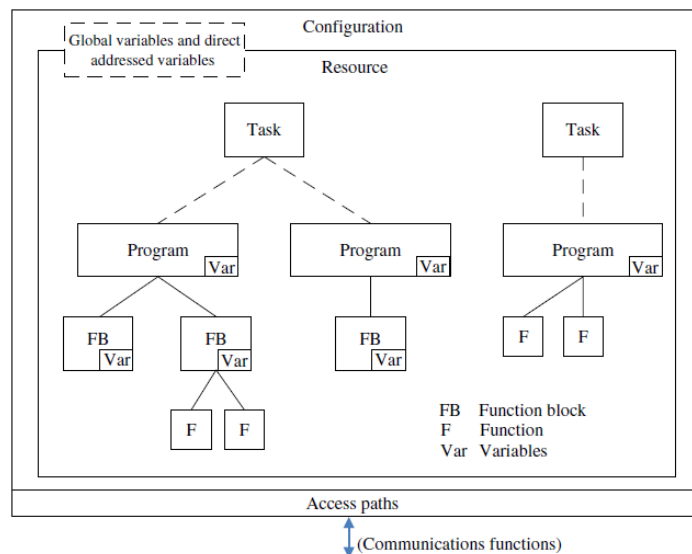 Configuration
Global variables and direct
addressed variables
Resource
Task
Task
Program
Var
Program
Var
Program
Var
FB
Var
FB
Var
FB
Var
F
F
F
F
FB Function block
F Function
Var Variables
Access paths
(Communications functions)